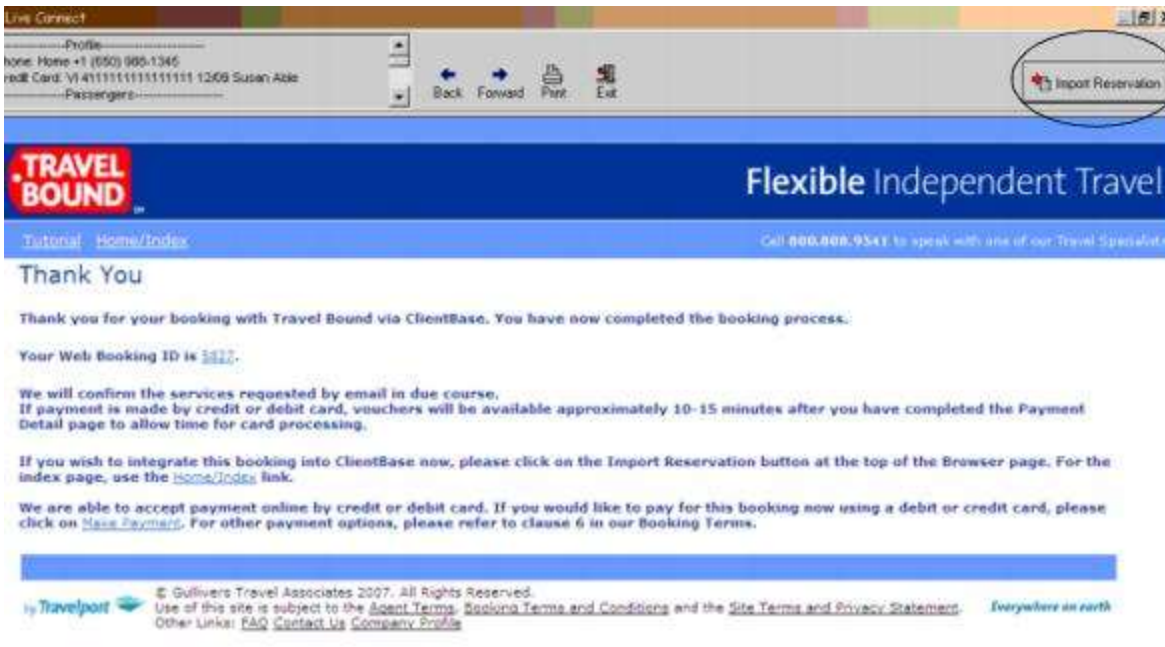 Live Connect
----------Profile----------
hone: Home +1 (650) 985-1345
redit Card: VI 4111111111111111 12/09 Susan Able
----------Passengers----------
Back Forward Print Exit
Import Reservation
TRAVEL
BOUND
Flexible Independent Travel
Tutorial Home/Index
Call 800.808.9541 to speak with one of our Travel Specialists
Thank You
Thank you for your booking with Travel Bound via ClientBase. You have now completed the booking process.
Your Web Booking ID is
We will confirm the services requested by email in due course.
If payment is made by credit or debit card, vouchers will be available approximately 10-15 minutes after you have completed the Payment
Detail page to allow time for card processing.
If you wish to integrate this booking into ClientBase now, please click on the Import Reservation button at the top of the Browser page. For the
index page, use the Home/Index link.
We are able to accept payment online by credit or debit card. If you would like to pay for this booking now using a debit or credit card, please
click on Make Payment. For other payment options, please refer to clause 6 in our Booking Terms.
by Travelport
© Gullivers Travel Associates 2007. All Rights Reserved.
Use of this site is subject to the Agent Terms, Booking Terms and Conditions and the Site Terms and Privacy Statement.
Other Links: FAQ Contact Us Company Profile
Everywhere on earth